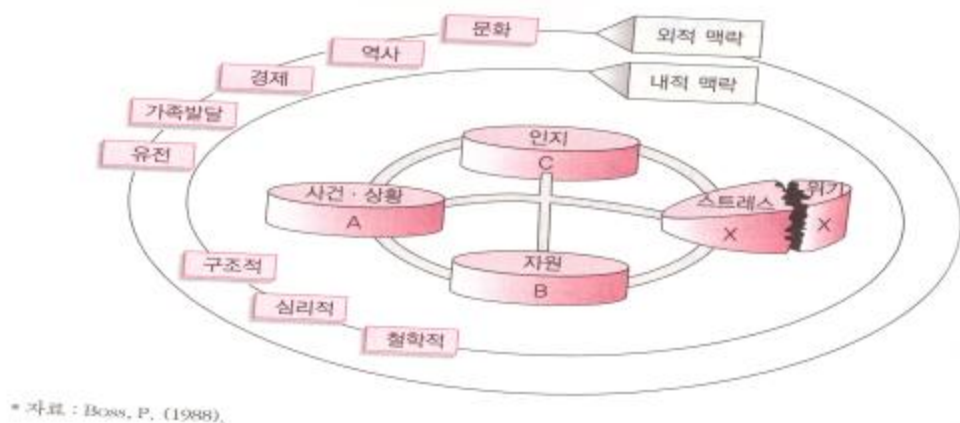 문화
외적 맥락
역사
내적 맥락
경제
가족발달
유전
인지
C
사건 · 상황
A
스트레스
X
위기
X
자원
B
구조적
심리적
철학적
* 자료 : Boss, P. (1988).